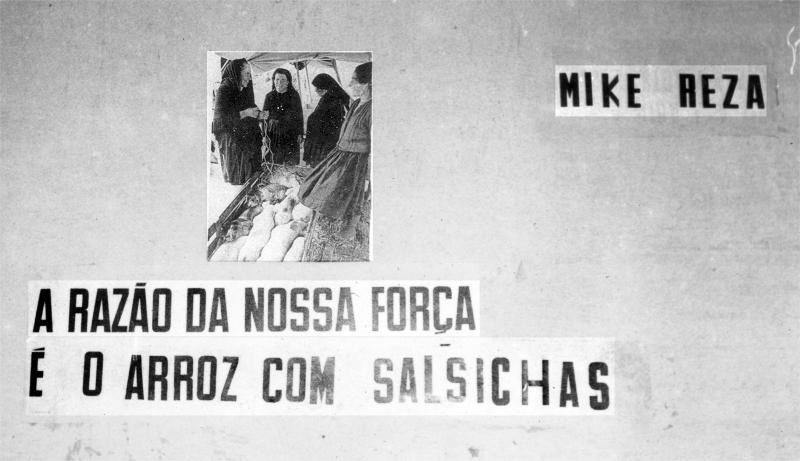 MIKE REZA
A RAZÃO DA NOSSA FORÇA
É O ARROZ COM SALSICHAS